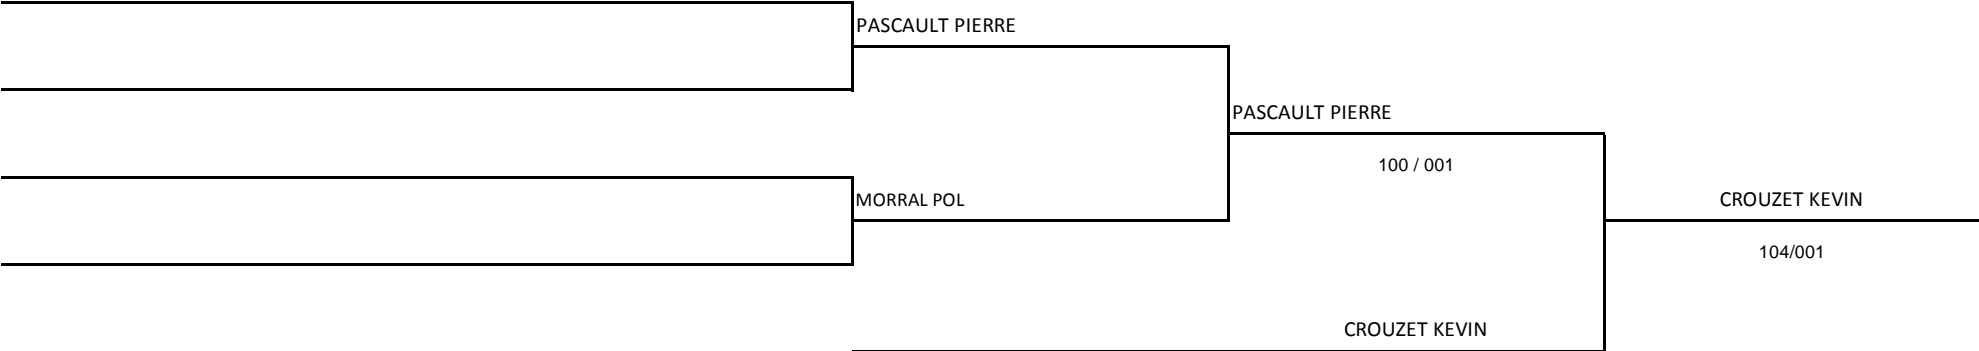 PASCAULT PIERRE
PASCAULT PIERRE
100 / 001
MORRAL POL
CROUZET KEVIN
104/001
CROUZET KEVIN